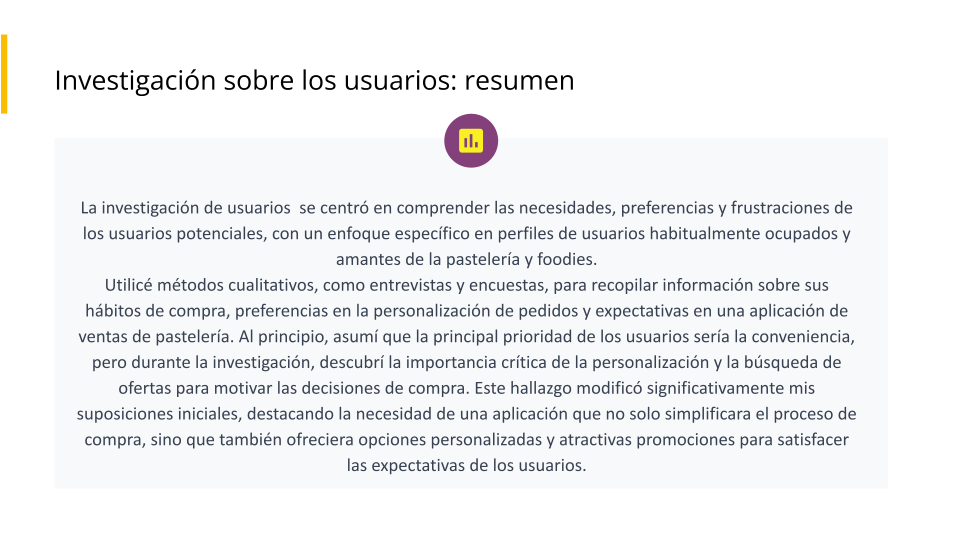 Investigación sobre los usuarios: resumen
La investigación de usuarios  se centró en comprender las necesidades, preferencias y frustraciones de
los usuarios potenciales, con un enfoque específico en perfiles de usuarios habitualmente ocupados y
amantes de la pastelería y foodies.
Utilicé métodos cualitativos, como entrevistas y encuestas, para recopilar información sobre sus
hábitos de compra, preferencias en la personalización de pedidos y expectativas en una aplicación de
ventas de pastelería. Al principio, asumí que la principal prioridad de los usuarios sería la conveniencia,
pero durante la investigación, descubrí la importancia crítica de la personalización y la búsqueda de
ofertas para motivar las decisiones de compra. Este hallazgo modificó significativamente mis
suposiciones iniciales, destacando la necesidad de una aplicación que no solo simplificara el proceso de
compra, sino que también ofreciera opciones personalizadas y atractivas promociones para satisfacer
las expectativas de los usuarios.